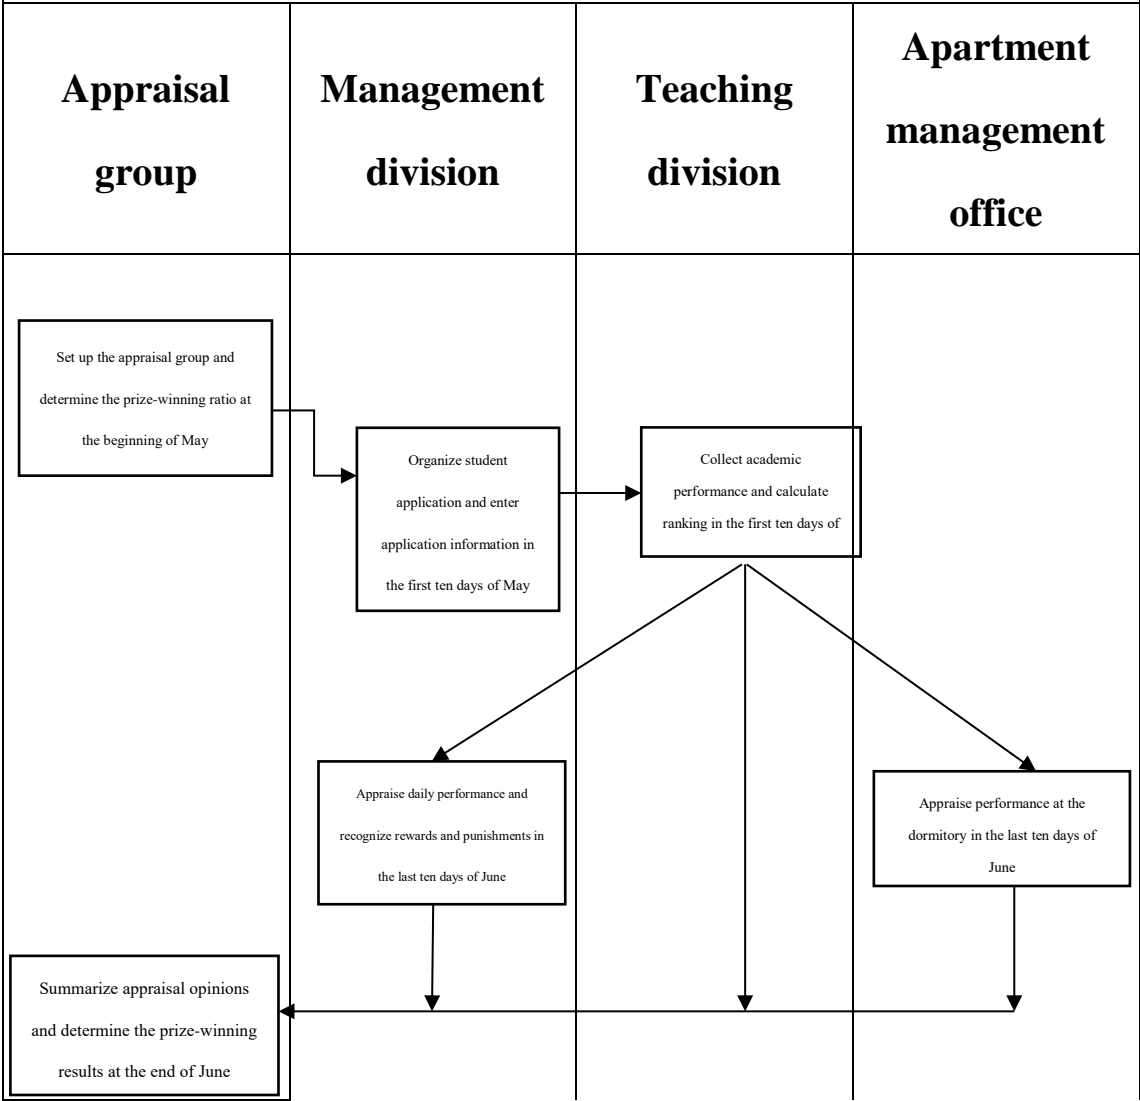 Appraisal
group
Management
division
Teaching
division
Apartment
management
office
Set up the appraisal group and
determine the prize-winning ratio at
the beginning of May
Organize student
application and enter
application information in
the first ten days of May
Collect academic
performance and calculate
ranking in the first ten days of
Appraise daily performance and
recognize rewards and punishments in
the last ten days of June
Appraise performance at the
dormitory in the last ten days of
June
Summarize appraisal opinions
and determine the prize-winning
results at the end of June